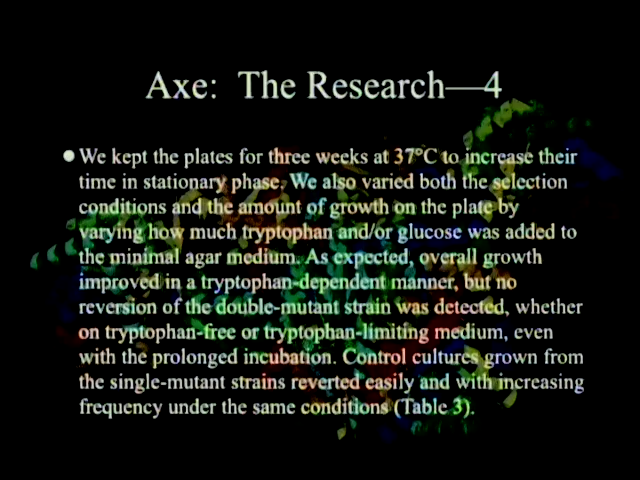 Axe: The Research—4
● We kept the plates for three weeks at 37°C to increase their
time in stationary phase. We also varied both the selection
conditions and the amount of growth on the plate by
varying how much tryptophan and/or glucose was added to
the minimal agar medium. As expected, overall growth
improved in a tryptophan-dependent manner, but no
reversion of the double-mutant strain was detected, whether
on tryptophan-free or tryptophan-limiting medium, even
with the prolonged incubation. Control cultures grown from
the single-mutant strains reverted easily and with increasing
frequency under the same conditions (Table 3).